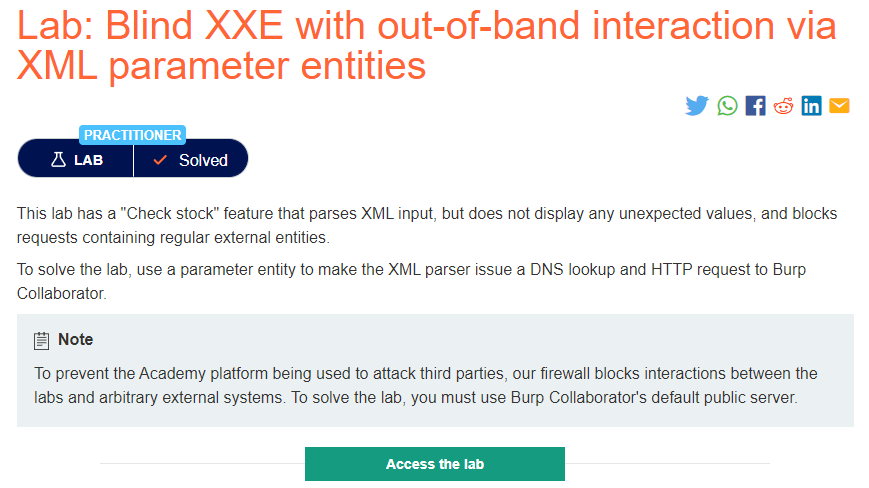 Lab: Blind XXE with out-of-band interaction via
XML parameter entities
PRACTITIONER
LAB
Solved
This lab has a "Check stock" feature that parses XML input, but does not display any unexpected values, and blocks
requests containing regular external entities.
To solve the lab, use a parameter entity to make the XML parser issue a DNS lookup and HTTP request to Burp
Collaborator.
Note
To prevent the Academy platform being used to attack third parties, our firewall blocks interactions between the
labs and arbitrary external systems. To solve the lab, you must use Burp Collaborator's default public server.
Access the lab